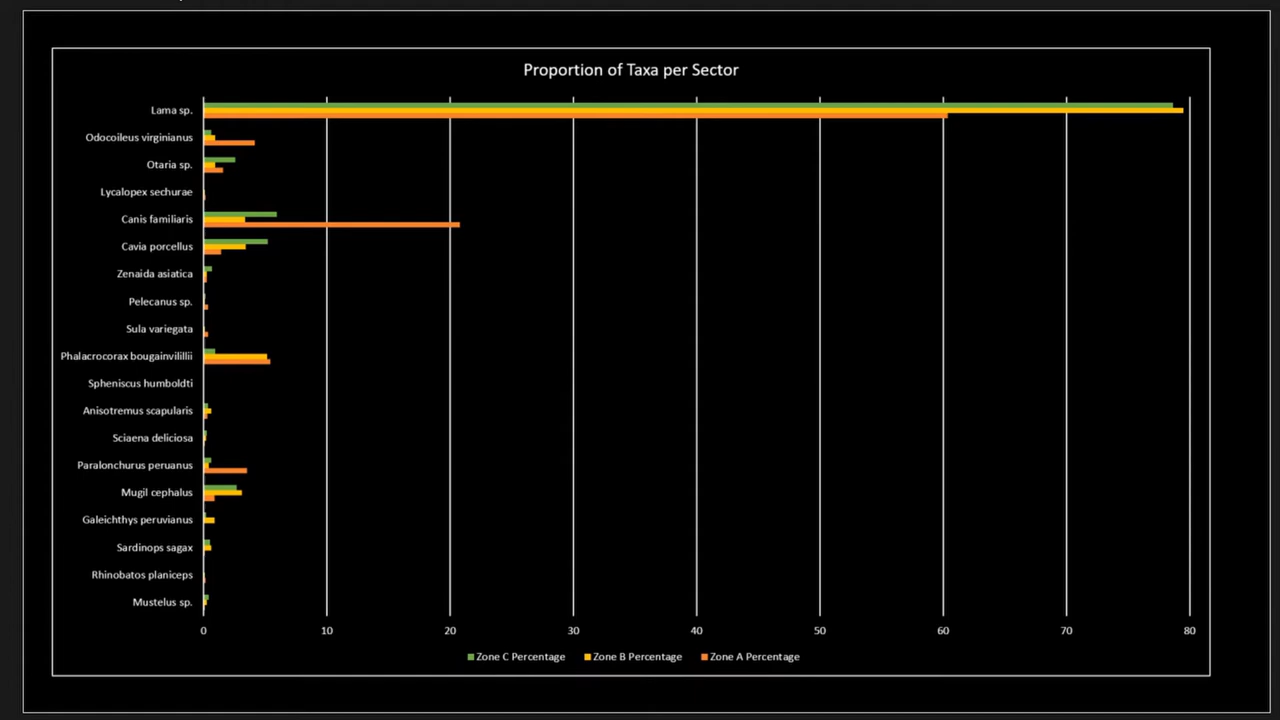 Proportion of Taxa per Sector
Lama sp.
Odocoileus virginianus
Otaria sp.
Lycalopex sechurae
Canis familiaris
Cavia porcellus
Zenaida asiatica
Pelecanus sp.
Sula variegata
Phalacrocorax bougainvilillii
Spheniscus humboldti
Anisotremus scapularis
Sciaena deliciosa
Paralonchurus peruanus
Mugil cephalus
Galeichthys peruvianus
Sardinops sagax
Rhinobatos planiceps
Mustelus sp.
0 10 20 30 40 50 60 70 80
Zone C Percentage Zone B Percentage Zone A Percentage